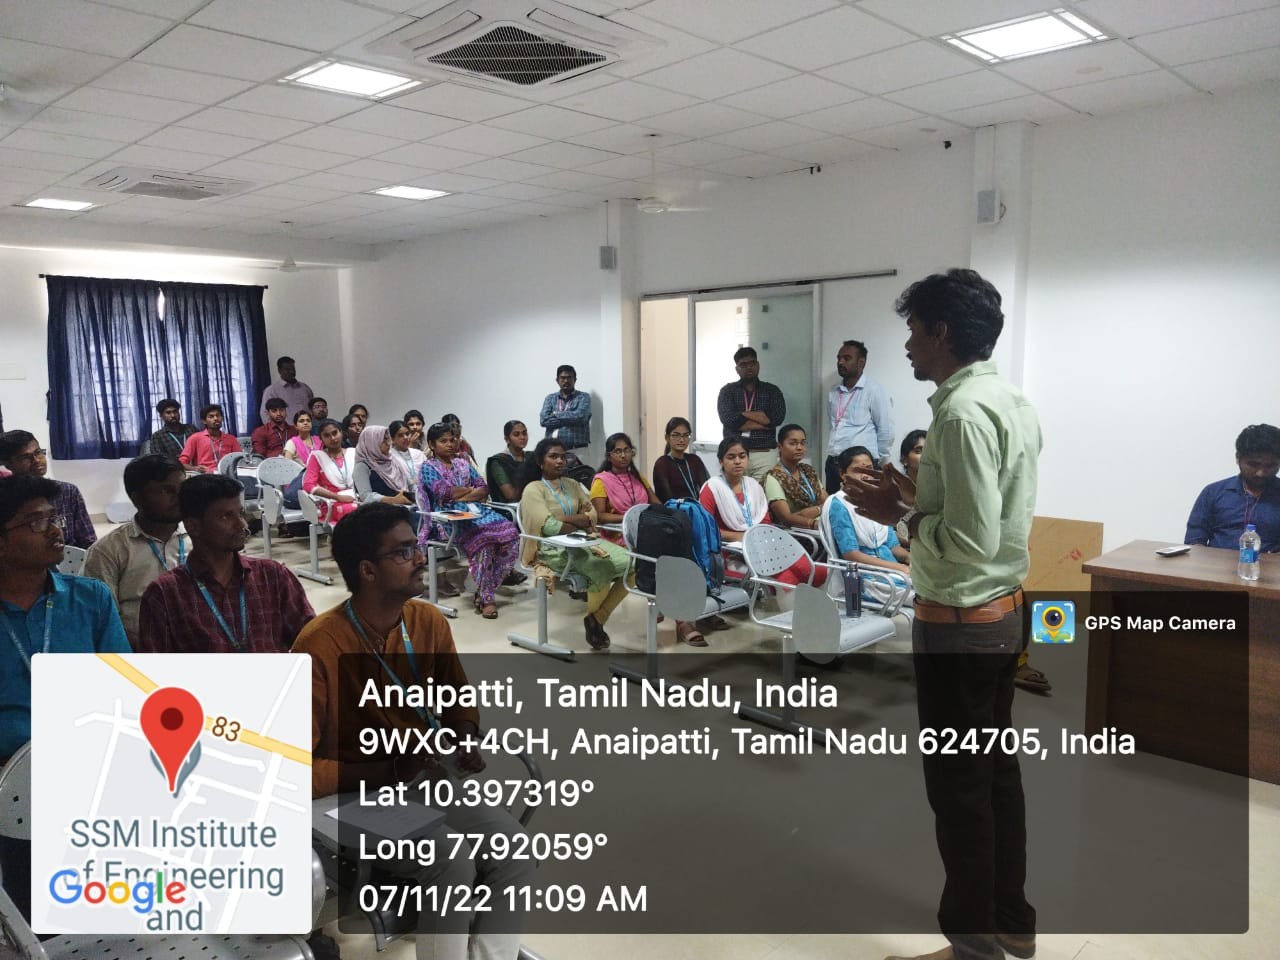 GPS Map Camera
Anaipatti, Tamil Nadu, India
9WXC+4CH, Anaipatti, Tamil Nadu 624705, India
Lat 10.397319°
Long 77.92059°
07/11/22 11:09 AM
83
SSM Institute
of Engineering
and
Google